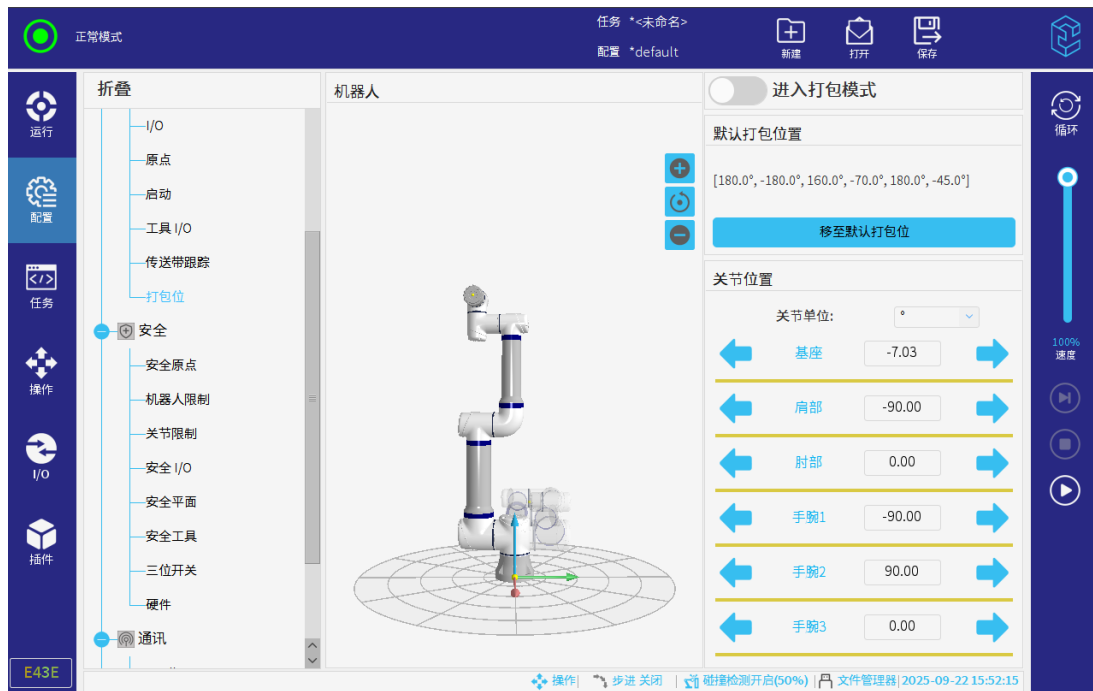 正常模式
任务 *<未命名>
配置 *default
新建
打开
保存
运行
配置
任务
操作
I/O
插件
E43E
折叠
I/O
原点
启动
工具 I/O
传送带跟踪
打包位
安全
安全原点
机器人限制
关节限制
安全 I/O
安全平面
安全工具
三位开关
硬件
通讯
机器人
进入打包模式
默认打包位置
[180.0°, -180.0°, 160.0°, -70.0°, 180.0°, -45.0°]
移至默认打包位
关节位置
关节单位: °
基座 -7.03
肩部 -90.00
肘部 0.00
手腕1 -90.00
手腕2 90.00
手腕3 0.00
循环
100%
速度
操作| 步进 关闭 | 碰撞检测开启(50%) | 文件管理器| 2025-09-22 15:52:15